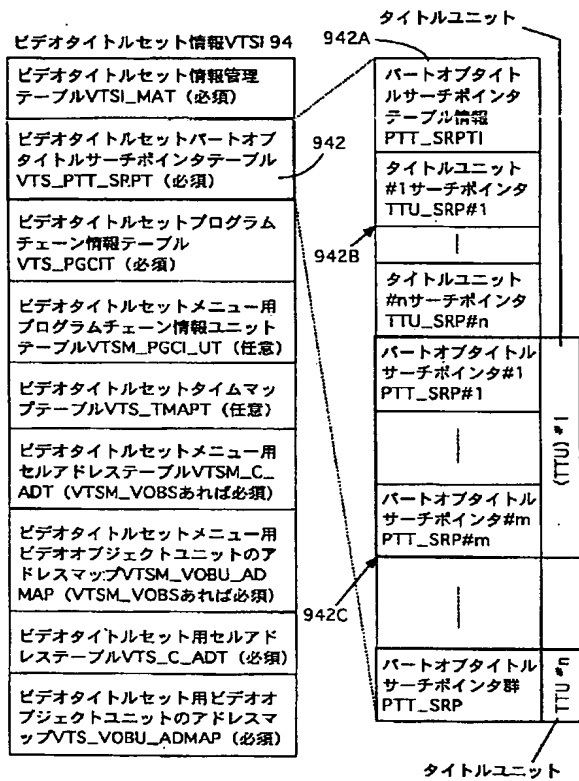 ビデオタイトルセット情報VTSI 94
ビデオタイトルセット情報管理
テーブルVTSI_MAT（必須）
ビデオタイトルセットパートオブ
タイトルサーチポインタテーブル
VTS_PTT_SRPT（必須）
ビデオタイトルセットプログラム
チェーン情報テーブル
VTS_PGCIT（必須）
ビデオタイトルセットメニュー用
プログラムチェーン情報ユニット
テーブルVTSM_PGCI_UT（任意）
ビデオタイトルセットタイムマッ
プテーブルVTS_TMAPT（任意）
ビデオタイトルセットメニュー用
セルアドレステーブルVTSM_C_
ADT（VTSM_VOBSあれば必須）
ビデオタイトルセットメニュー用
ビデオオブジェクトユニットのア
ドレスマップVTSM_VOBU_AD
MAP（VTSM_VOBSあれば必須）
ビデオタイトルセット用セルアド
レステーブルVTS_C_ADT（必須）
ビデオタイトルセット用ビデオオ
ブジェクトユニットのアドレスマ
ップVTS_VOBU_ADMAP（必須）
942
タイトルユニット
942A
パートオブタイト
ルサーチポインタ
テーブル情報
PTT_SRPTI
タイトルユニット
#1サーチポインタ
TTU_SRP#1
942B
タイトルユニット
#nサーチポインタ
TTU_SRP#n
パートオブタイトル
サーチポインタ#1
PTT_SRP#1
(TTU) #1
パートオブタイトル
サーチポインタ#m
PTT_SRP#m
942C
パートオブタイトル
サーチポインタ群
PTT_SRP
TTU #n
タイトルユニット